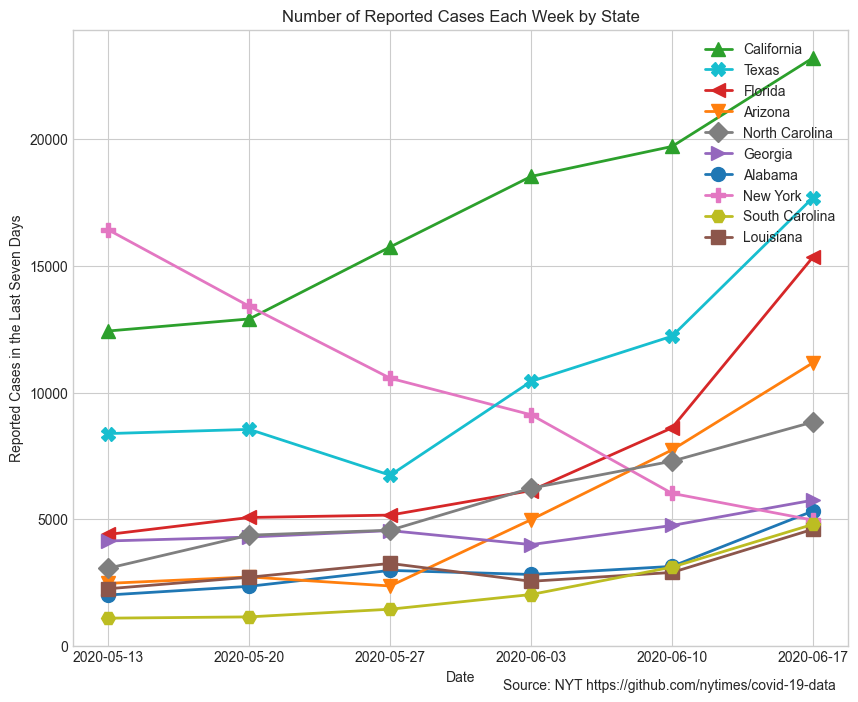 Number of Reported Cases Each Week by State
California
Texas
Florida
Arizona
North Carolina
Georgia
Alabama
New York
South Carolina
Louisiana
Reported Cases in the Last Seven Days
20000
15000
10000
5000
0
2020-05-13 2020-05-20 2020-05-27 2020-06-03 2020-06-10 2020-06-17
Date
Source: NYT https://github.com/nytimes/covid-19-data